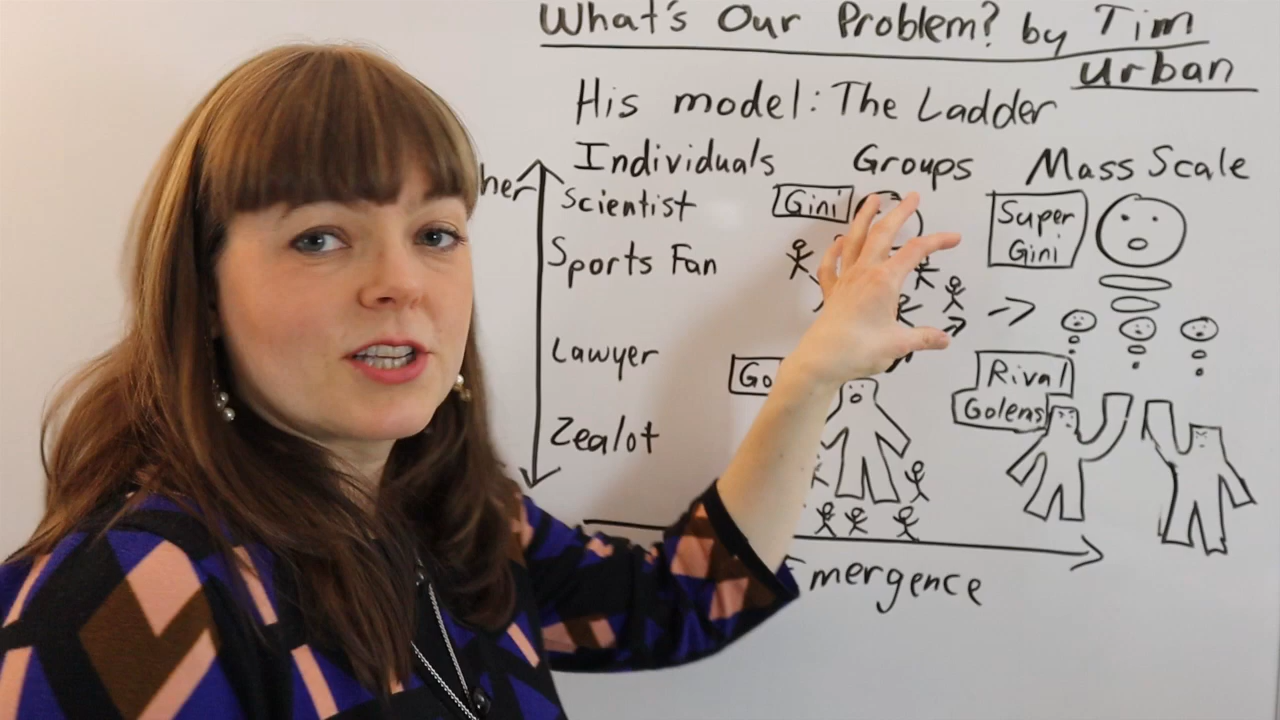 What's Our Problem? by Tim
Urban
His model: The Ladder
Individuals Groups Mass Scale
Scientist
Gini
Super
Gini
Sports Fan
Lawyer
Rival
Golems
Zealot